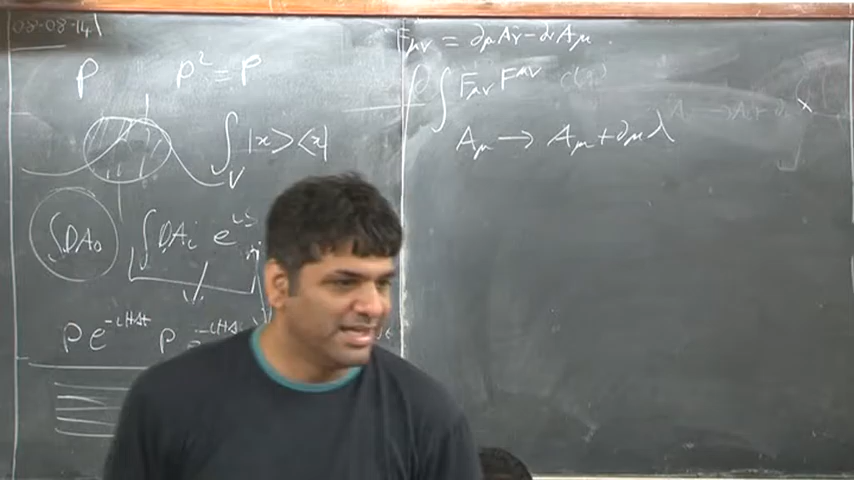 08-08-14
P P² = P
∫_V |x> <x|
∫DA₀ ∫DA_i e^{iS}
P e^{-iHΔt} P e^{-iHΔt}
F_{μν} = ∂_μ A_ν - ∂_ν A_μ
∫ F_{μν} F^{μν}
A_μ → A_μ + ∂_μ λ